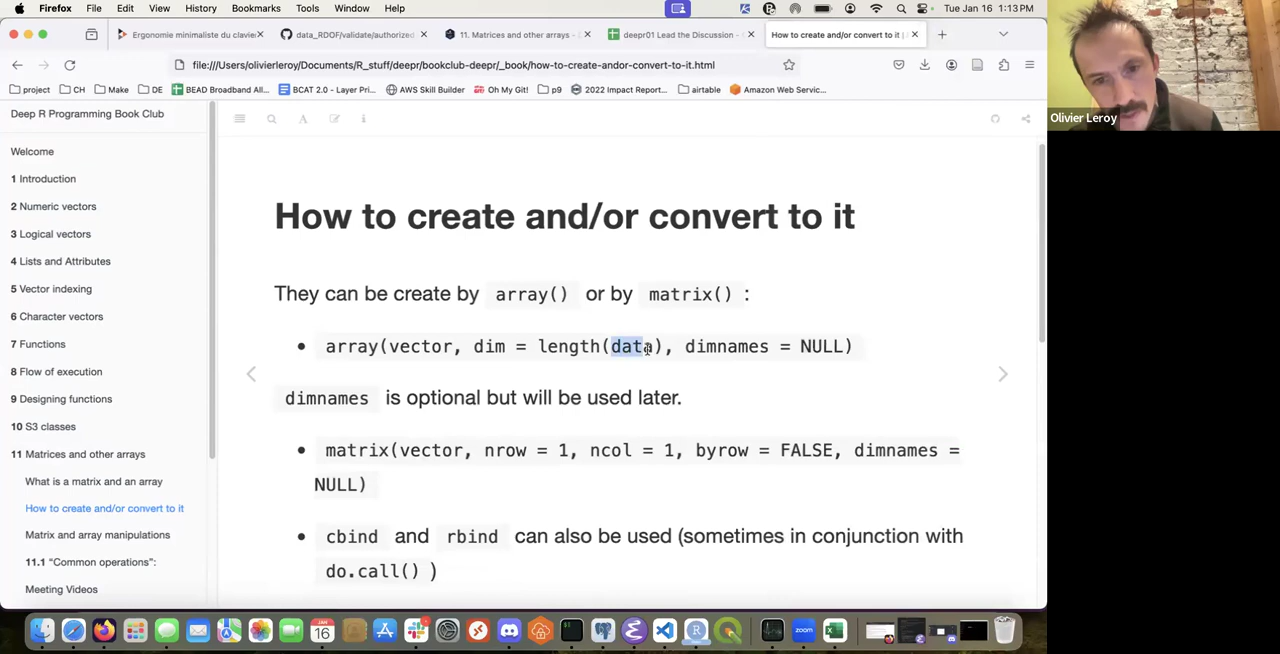 Firefox File Edit View History Bookmarks Tools Window Help Tue Jan 16 1:13 PM
Ergonomie minimaliste du clavier data_RDOF/validate/authorized 11. Matrices and other arrays - deepr01 Lead the Discussion - How to create and/or convert to it |
file:///Users/olivierleroy/Documents/R_stuff/deepr/bookclub-deepr/_book/how-to-create-andor-convert-to-it.html
project CH Make DE BEAD Broadband All... BCAT 2.0 - Layer Pri... AWS Skill Builder Oh My Git! p9 2022 Impact Report... airtable Amazon Web Servic...
Deep R Programming Book Club
Welcome
1 Introduction
2 Numeric vectors
3 Logical vectors
4 Lists and Attributes
5 Vector indexing
6 Character vectors
7 Functions
8 Flow of execution
9 Designing functions
10 S3 classes
11 Matrices and other arrays
What is a matrix and an array
How to create and/or convert to it
Matrix and array manipulations
11.1 “Common operations”:
Meeting Videos
How to create and/or convert to it
They can be create by array() or by matrix() :
• array(vector, dim = length(data), dimnames = NULL)
dimnames is optional but will be used later.
• matrix(vector, nrow = 1, ncol = 1, byrow = FALSE, dimnames =
NULL)
• cbind and rbind can also be used (sometimes in conjunction with
do.call() )
Olivier Leroy
JAN
16
zoom